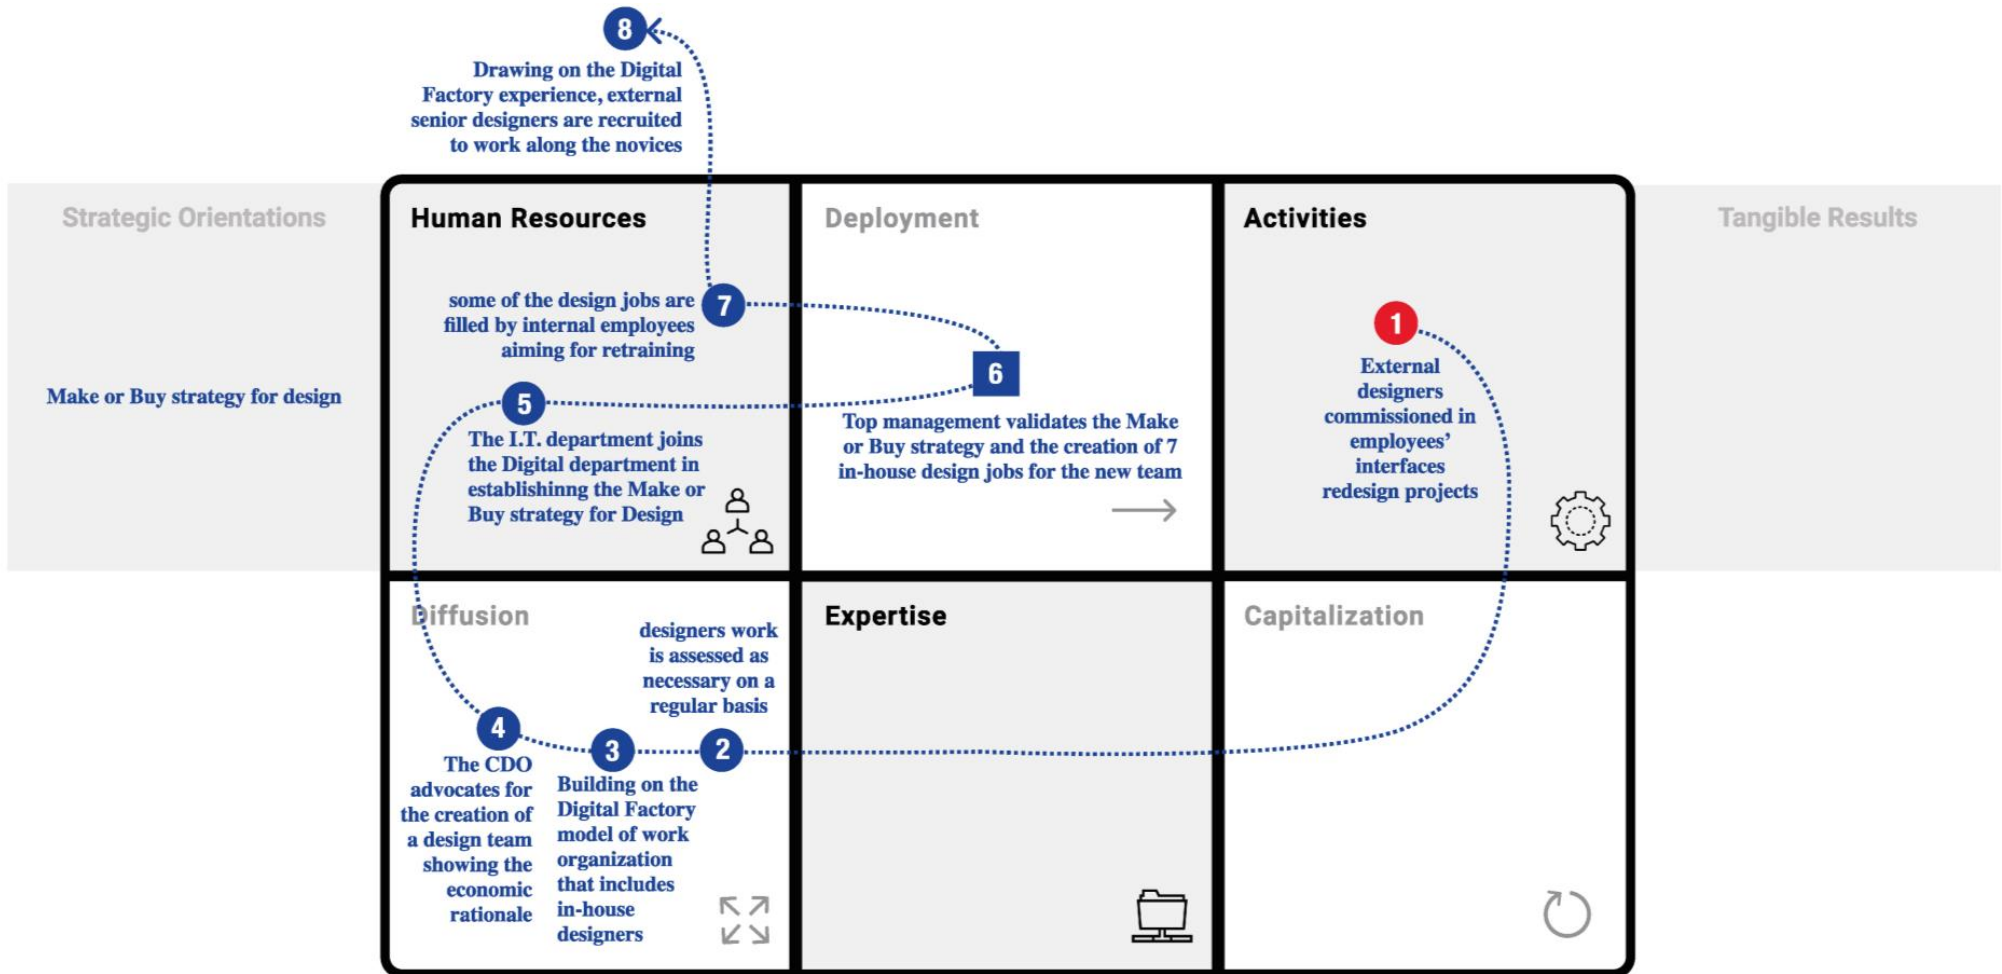 8
Drawing on the Digital
Factory experience, external
senior designers are recruited
to work along the novices
Strategic Orientations
Make or Buy strategy for design
Human Resources
some of the design jobs are
filled by internal employees
aiming for retraining
7
5
The I.T. department joins
the Digital department in
establishinng the Make or
Buy strategy for Design
Deployment
6
Top management validates the Make
or Buy strategy and the creation of 7
in-house design jobs for the new team
Activities
1
External
designers
commissioned in
employees’
interfaces
redesign projects
Tangible Results
Diffusion
designers work
is assessed as
necessary on a
regular basis
4
The CDO
advocates for
the creation of
a design team
showing the
economic
rationale
3
Building on the
Digital Factory
model of work
organization
that includes
in-house
designers
2
Expertise
Capitalization